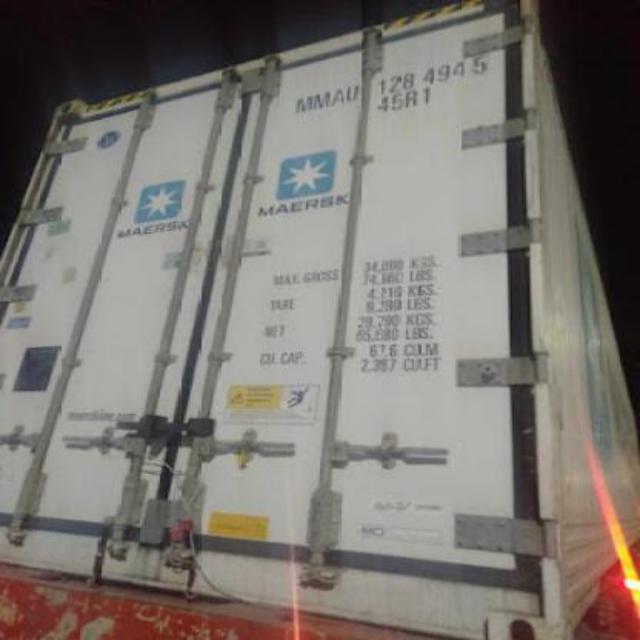 MMAU 128 494 5
45R1
MAERSK
MAERSK
MAX. GROSS 34,000 KGS.
74,960 LBS.
TARE 4,210 KGS.
9,280 LBS.
NET 29,790 KGS.
65,680 LBS.
CU. CAP. 67.6 CU.M
2,387 CU.FT